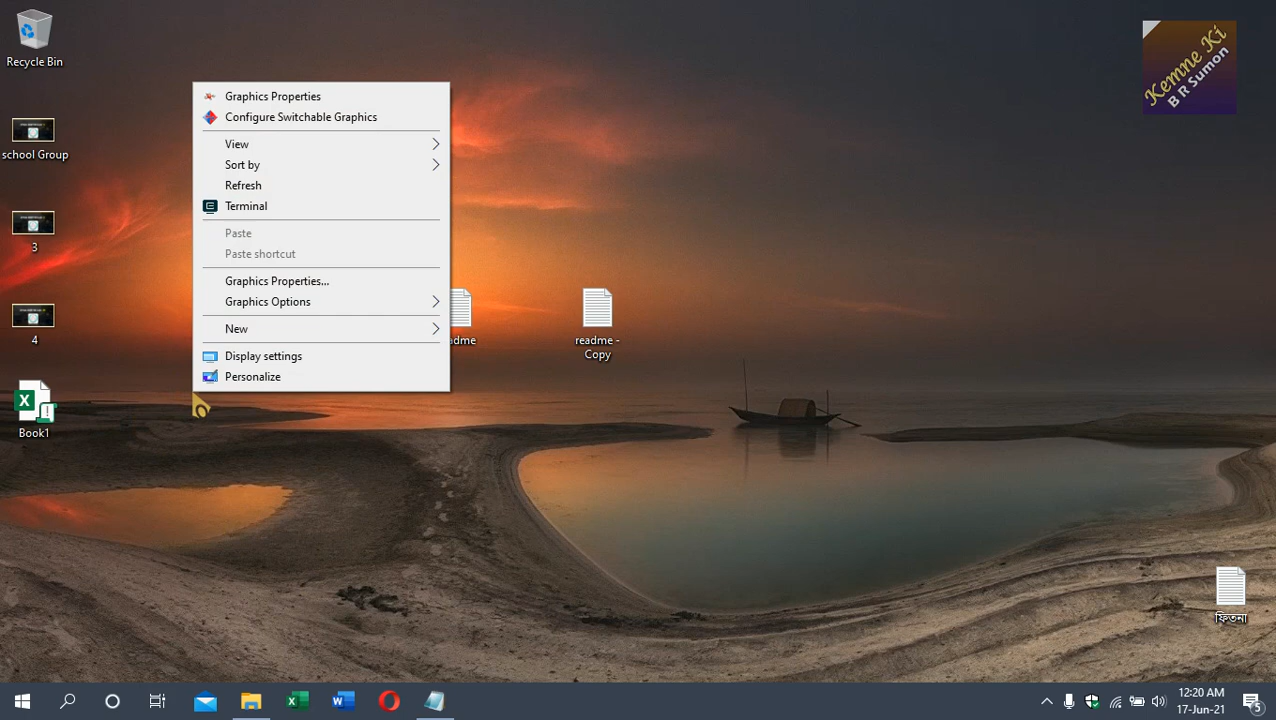 Recycle Bin
school Group
3
4
Book1
Graphics Properties
Configure Switchable Graphics
View
Sort by
Refresh
Terminal
Paste
Paste shortcut
Graphics Properties...
Graphics Options
New
Display settings
Personalize
adme
readme -
Copy
Kemne Ki
B R Sumon
ফিতনা
12:20 AM
17-Jun-21
5